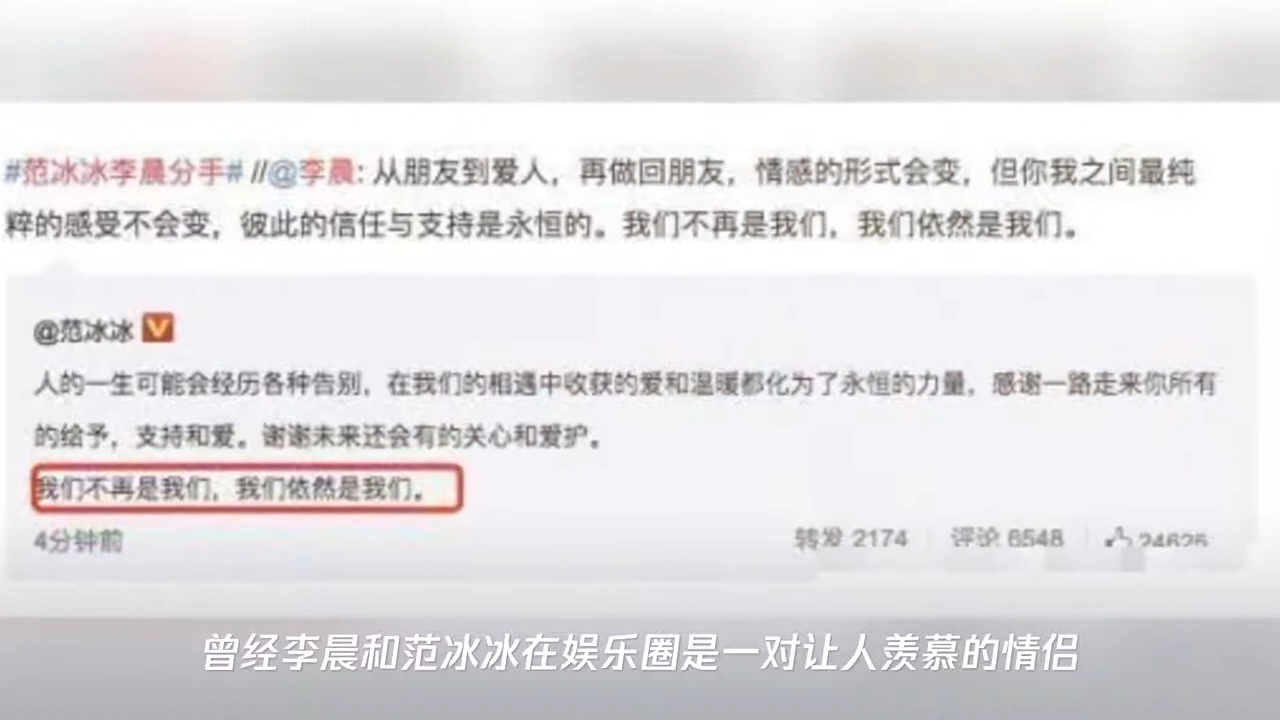 #范冰冰李晨分手# //@李晨: 从朋友到爱人，再做回朋友，情感的形式会变，但你我之间最纯
粹的感受不会变，彼此的信任与支持是永恒的。我们不再是我们，我们依然是我们。
@范冰冰
人的一生可能会经历各种告别，在我们的相遇中收获的爱和温暖都化为了永恒的力量，感谢一路走来你所有
的给予，支持和爱。谢谢未来还会有的关心和爱护。
我们不再是我们，我们依然是我们。
4分钟前 转发 2174 评论 6548 24625
曾经李晨和范冰冰在娱乐圈是一对让人羡慕的情侣